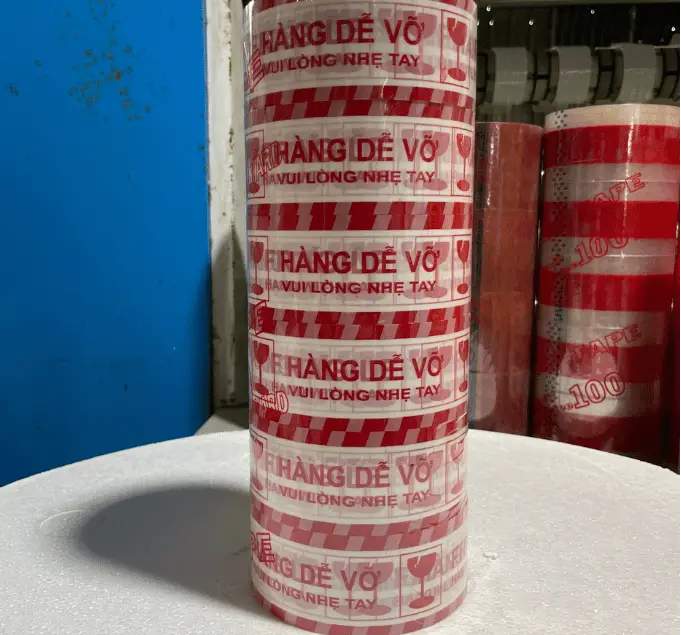 HÀNG DỄ VỠ
VUI LÒNG NHẸ TAY
HÀNG DỄ VỠ
VUI LÒNG NHẸ TAY
HÀNG DỄ VỠ
VUI LÒNG NHẸ TAY
HÀNG DỄ VỠ
VUI LÒNG NHẸ TAY
HÀNG DỄ VỠ
VUI LÒNG NHẸ TAY
NG DỄ VỠ
VUI LÒNG NHẸ TAY
TAPE
100
TAPE
100